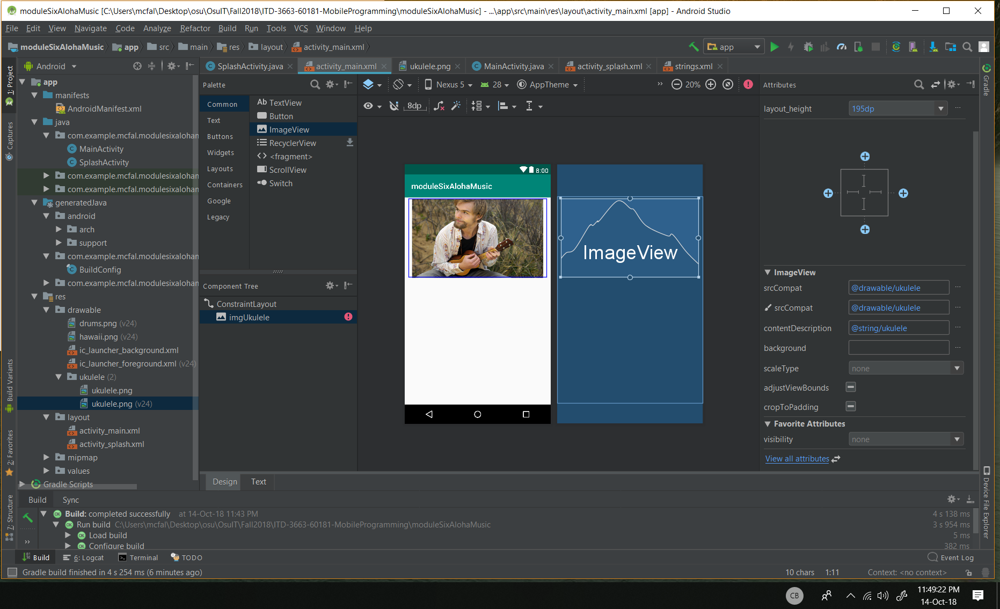 moduleSixAlohaMusic [C:\Users\mcfal\Desktop\osu\OsuIT\Fall2018\ITD-3663-60181-MobileProgramming\moduleSixAlohaMusic] - ...\app\src\main\res\layout\activity_main.xml [app] - Android Studio
File Edit View Navigate Code Analyze Refactor Build Run Tools VCS Window Help
moduleSixAlohaMusic app src main res layout activity_main.xml app
Android
SplashActivity.java activity_main.xml ukulele.png MainActivity.java activity_splash.xml strings.xml
1: Project
Captures
Build Variants
2: Favorites
7: Structure
app
manifests
AndroidManifest.xml
java
com.example.mcfal.modulesixalohan
MainActivity
SplashActivity
com.example.mcfal.modulesixalohan
com.example.mcfal.modulesixalohan
generatedJava
android
arch
support
com.example.mcfal.modulesixalohan
BuildConfig
com.example.mcfal.modulesixalohan
res
drawable
drums.png (v24)
hawaii.png (v24)
ic_launcher_background.xml
ic_launcher_foreground.xml (v24)
ukulele (2)
ukulele.png
ukulele.png (v24)
layout
activity_main.xml
activity_splash.xml
mipmap
values
Gradle Scripts
Palette
Common
Text
Buttons
Widgets
Layouts
Containers
Google
Legacy
Ab TextView
Button
ImageView
RecyclerView
<fragment>
ScrollView
Switch
Component Tree
ConstraintLayout
imgUkulele
Nexus 5 28 AppTheme 20%
8dp
8:00
moduleSixAlohaMusic
ImageView
Design Text
Attributes
layout_height 195dp
ImageView
srcCompat @drawable/ukulele
srcCompat @drawable/ukulele
contentDescription @string/ukulele
background
scaleType none
adjustViewBounds
cropToPadding
Favorite Attributes
visibility none
View all attributes
Gradle
Device File Explorer
Build Sync
Build: completed successfully at 14-Oct-18 11:43 PM 4 s 138 ms
Run build C:\Users\mcfal\Desktop\osu\OsuIT\Fall2018\ITD-3663-60181-MobileProgramming\moduleSixAlohaMusic 3 s 954 ms
Load build 5 ms
Configure build 382 ms
Build 6: Logcat Terminal TODO Event Log
Gradle build finished in 4 s 254 ms (6 minutes ago) 10 chars 1:11 Context: <no context>
CB
11:49:22 PM
14-Oct-18